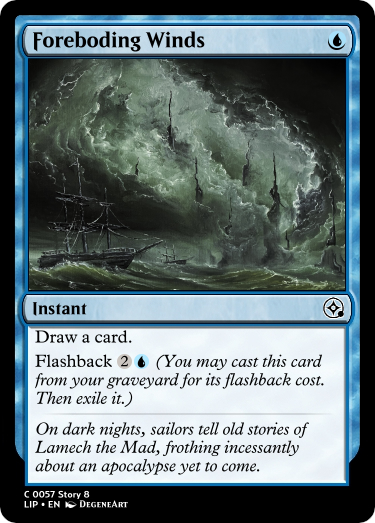 Foreboding Winds
Instant
Draw a card.
Flashback 2 (You may cast this card
from your graveyard for its flashback cost.
Then exile it.)
On dark nights, sailors tell old stories of
Lamech the Mad, frothing incessantly
about an apocalypse yet to come.
C 0057 Story 8
LIP • EN DegeneArt